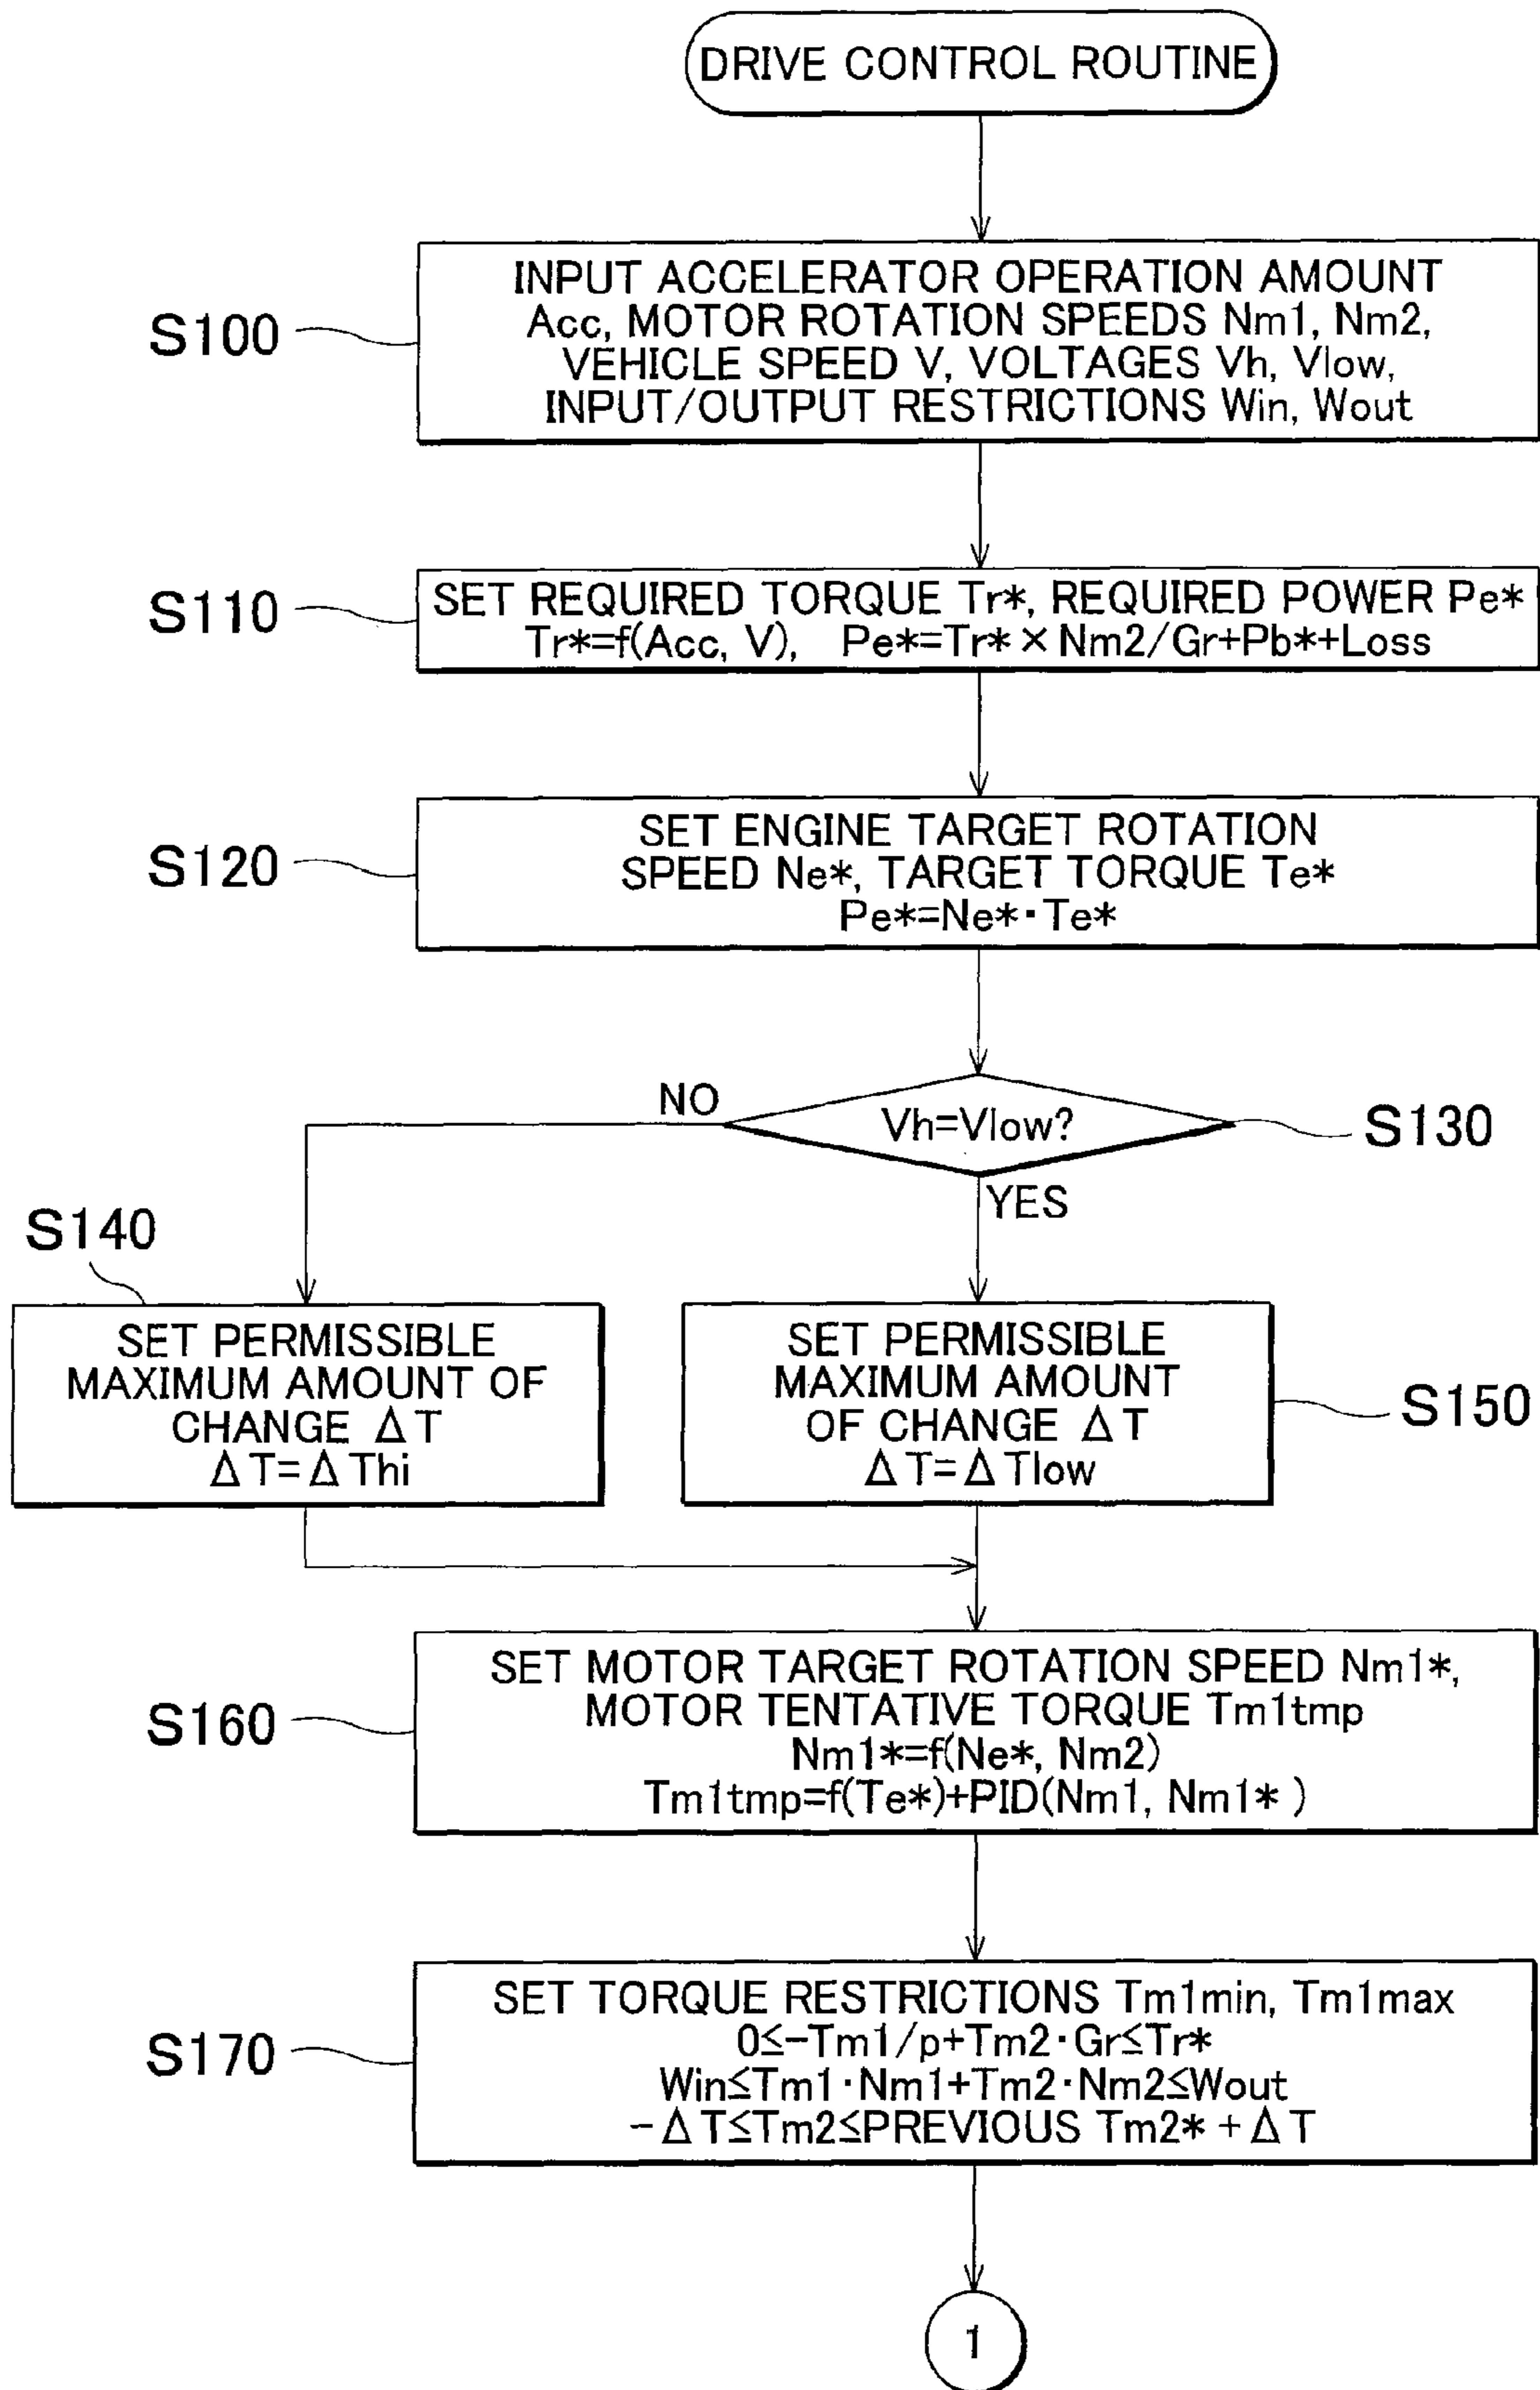 DRIVE CONTROL ROUTINE
S100
INPUT ACCELERATOR OPERATION AMOUNT
Acc, MOTOR ROTATION SPEEDS Nm1, Nm2,
VEHICLE SPEED V, VOLTAGES Vh, Vlow,
INPUT/OUTPUT RESTRICTIONS Win, Wout
S110
SET REQUIRED TORQUE Tr*, REQUIRED POWER Pe*
Tr*=f(Acc, V), Pe*=Tr*×Nm2/Gr+Pb*+Loss
S120
SET ENGINE TARGET ROTATION
SPEED Ne*, TARGET TORQUE Te*
Pe*=Ne*·Te*
NO
Vh=Vlow?
S130
YES
S140
SET PERMISSIBLE
MAXIMUM AMOUNT OF
CHANGE ΔT
ΔT=ΔThi
SET PERMISSIBLE
MAXIMUM AMOUNT
OF CHANGE ΔT
ΔT=ΔTlow
S150
S160
SET MOTOR TARGET ROTATION SPEED Nm1*,
MOTOR TENTATIVE TORQUE Tm1tmp
Nm1*=f(Ne*, Nm2)
Tm1tmp=f(Te*)+PID(Nm1, Nm1* )
S170
SET TORQUE RESTRICTIONS Tm1min, Tm1max
0≤-Tm1/p+Tm2·Gr≤Tr*
Win≤Tm1·Nm1+Tm2·Nm2≤Wout
-ΔT≤Tm2≤PREVIOUS Tm2*+ΔT
1